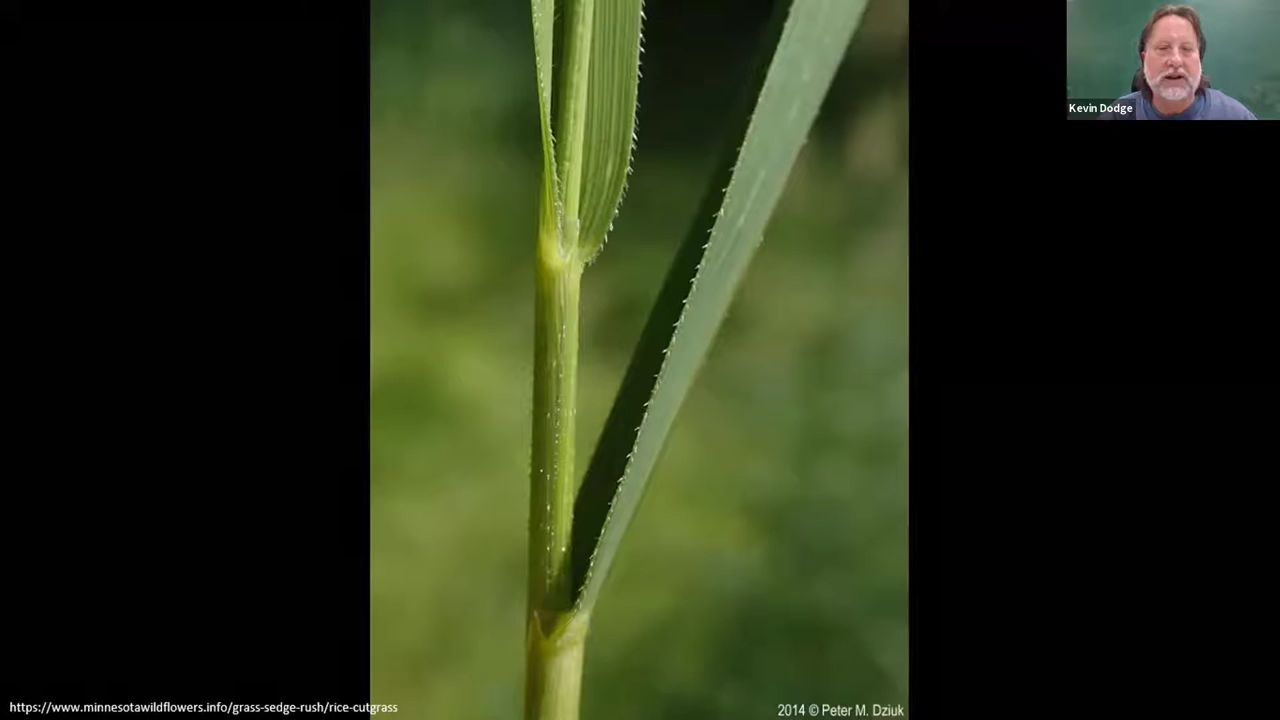 Kevin Dodge
https://www.minnesotawildflowers.info/grass-sedge-rush/rice-cutgrass
2014 © Peter M. Dziuk